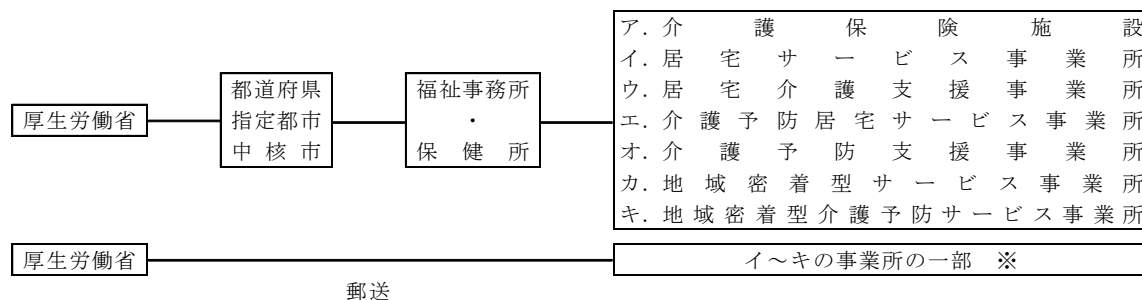 厚生労働省
都道府県
指定都市
中核市
福祉事務所
・
保健所
ア.介護保険施設
イ.居宅サービス事業所
ウ.居宅介護支援事業所
エ.介護予防居宅サービス事業所
オ.介護予防支援事業所
カ.地域密着型サービス事業所
キ.地域密着型介護予防サービス事業所
厚生労働省
イ～キの事業所の一部 ※
郵送